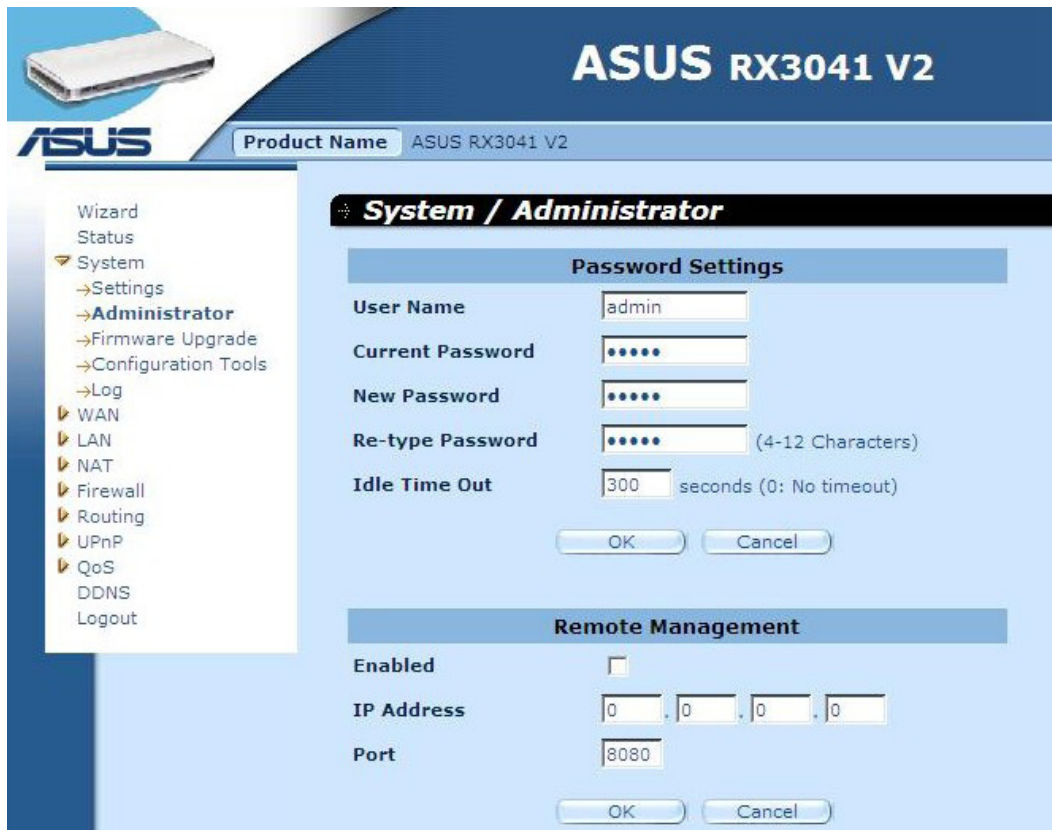 ASUS RX3041 V2
ASUS
Product Name ASUS RX3041 V2
Wizard
Status
System
Settings
Administrator
Firmware Upgrade
Configuration Tools
Log
WAN
LAN
NAT
Firewall
Routing
UPnP
QoS
DDNS
Logout
System / Administrator
Password Settings
User Name admin
Current Password •••••
New Password •••••
Re-type Password ••••• (4-12 Characters)
Idle Time Out 300 seconds (0: No timeout)
OK Cancel
Remote Management
Enabled
IP Address 0 . 0 . 0 . 0
Port 8080
OK Cancel